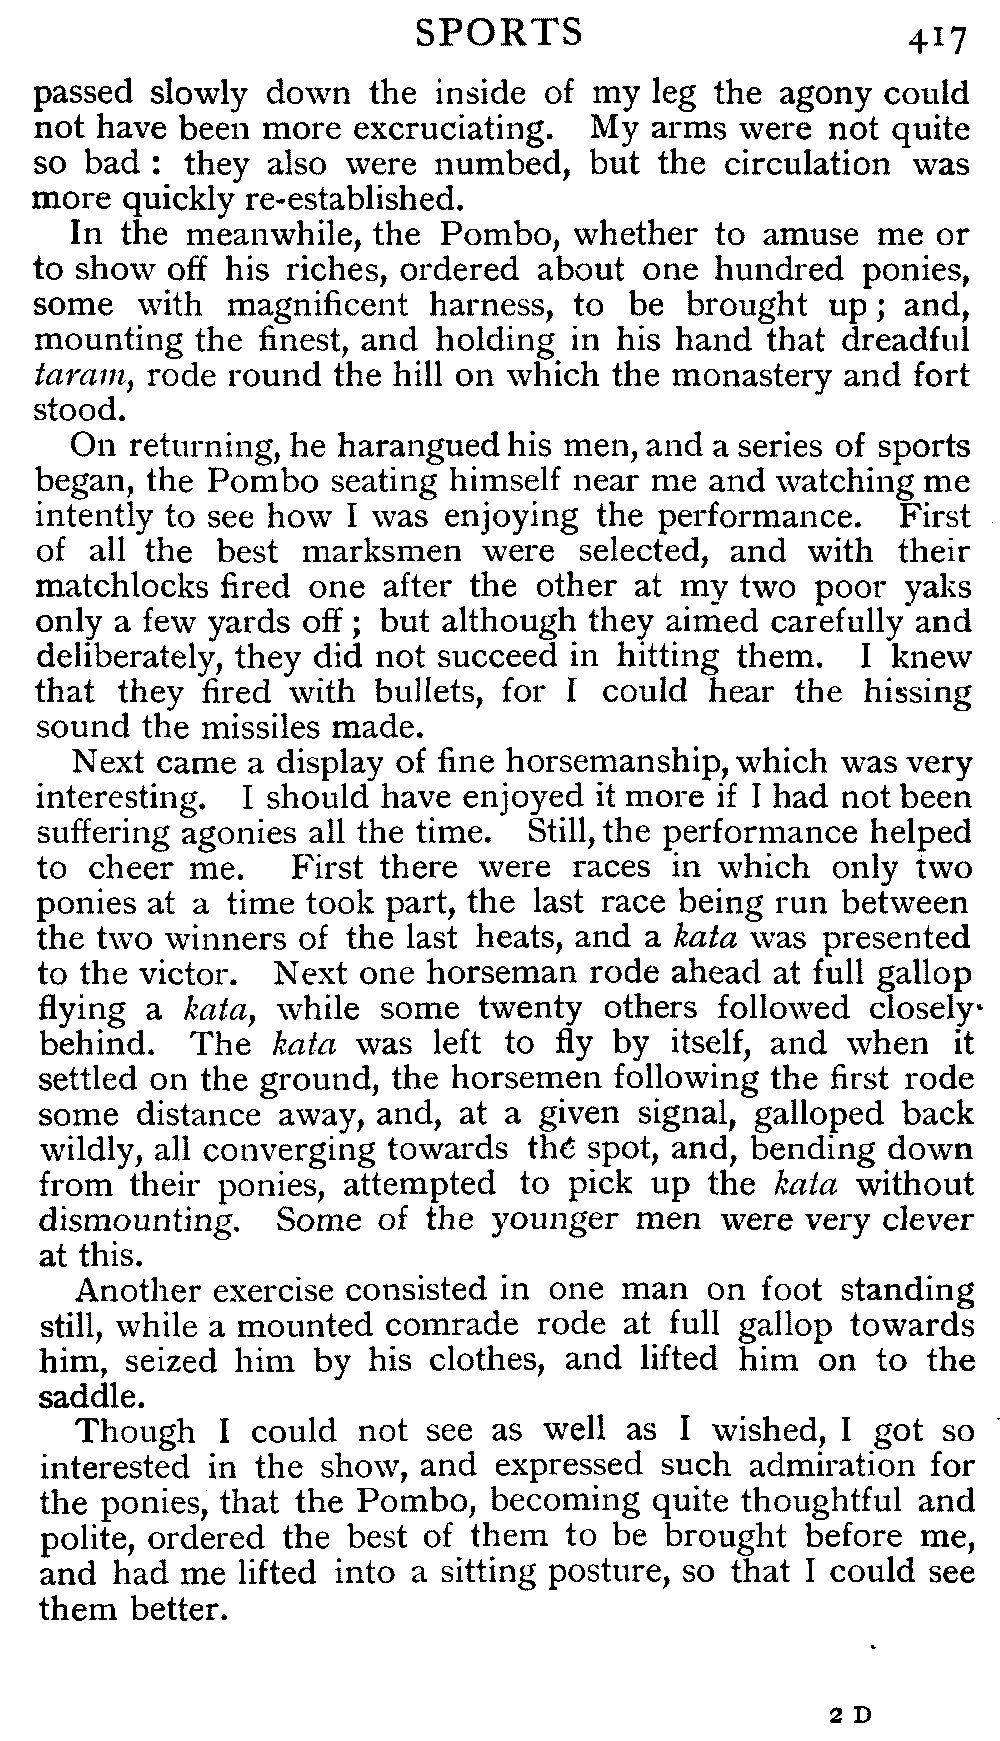 SPORTS 417
passed slowly down the inside of my leg the agony could
not have been more excruciating. My arms were not quite
so bad : they also were numbed, but the circulation was
more quickly re-established.
In the meanwhile, the Pombo, whether to amuse me or
to show off his riches, ordered about one hundred ponies,
some with magnificent harness, to be brought up ; and,
mounting the finest, and holding in his hand that dreadful
taram, rode round the hill on which the monastery and fort
stood.
On returning, he harangued his men, and a series of sports
began, the Pombo seating himself near me and watching me
intently to see how I was enjoying the performance. First
of all the best marksmen were selected, and with their
matchlocks fired one after the other at my two poor yaks
only a few yards off ; but although they aimed carefully and
deliberately, they did not succeed in hitting them. I knew
that they fired with bullets, for I could hear the hissing
sound the missiles made.
Next came a display of fine horsemanship, which was very
interesting. I should have enjoyed it more if I had not been
suffering agonies all the time. Still, the performance helped
to cheer me. First there were races in which only two
ponies at a time took part, the last race being run between
the two winners of the last heats, and a kata was presented
to the victor. Next one horseman rode ahead at full gallop
flying a kata, while some twenty others followed closely
behind. The kata was left to fly by itself, and when it
settled on the ground, the horsemen following the first rode
some distance away, and, at a given signal, galloped back
wildly, all converging towards the spot, and, bending down
from their ponies, attempted to pick up the kata without
dismounting. Some of the younger men were very clever
at this.
Another exercise consisted in one man on foot standing
still, while a mounted comrade rode at full gallop towards
him, seized him by his clothes, and lifted him on to the
saddle.
Though I could not see as well as I wished, I got so
interested in the show, and expressed such admiration for
the ponies, that the Pombo, becoming quite thoughtful and
polite, ordered the best of them to be brought before me,
and had me lifted into a sitting posture, so that I could see
them better.
2 D